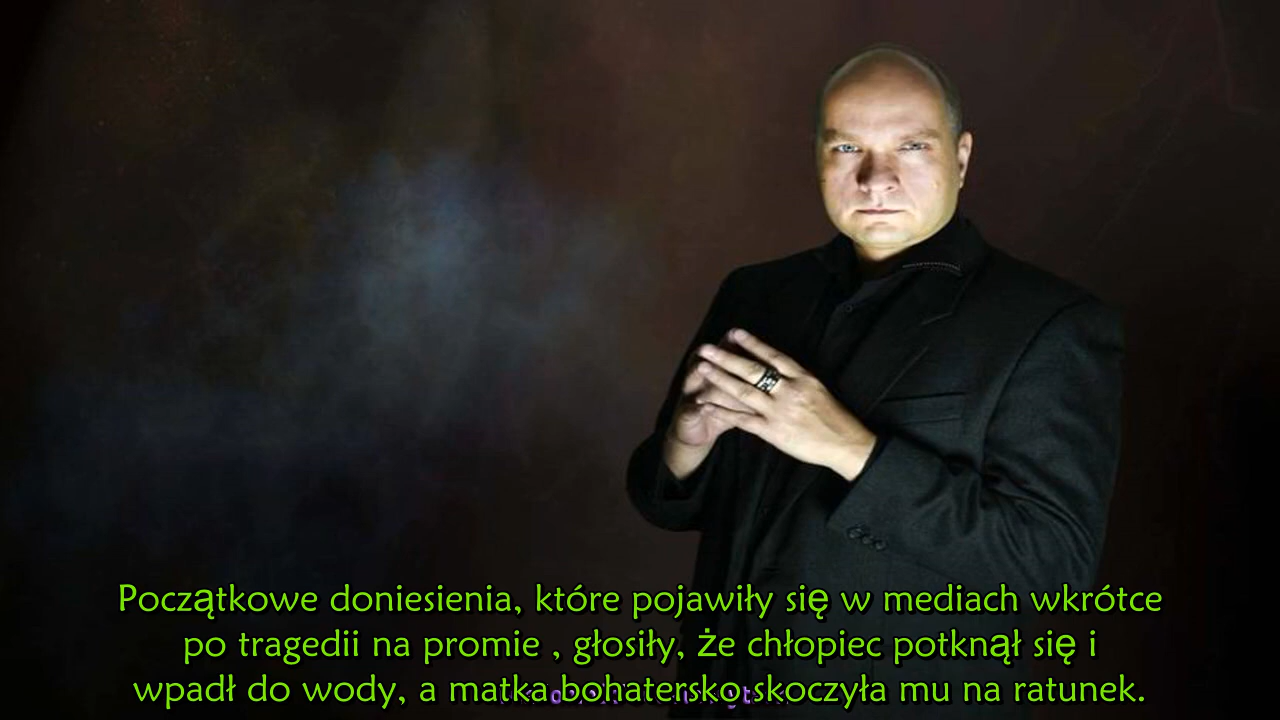 Początkowe doniesienia, które pojawiły się w mediach wkrótce
po tragedii na promie , głosiły, że chłopiec potknął się i
wpadł do wody, a matka bohatersko skoczyła mu na ratunek.